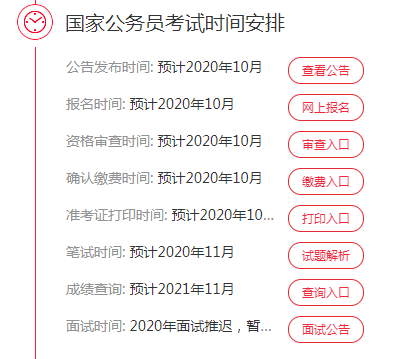 国家公务员考试时间安排
公告发布时间: 预计2020年10月 查看公告
报名时间: 预计2020年10月 网上报名
资格审查时间: 预计2020年10月 审查入口
确认缴费时间: 预计2020年10月 缴费入口
准考证打印时间: 预计2020年10... 打印入口
笔试时间: 预计2020年11月 试题解析
成绩查询: 预计2021年11月 查询入口
面试时间: 2020年面试推迟，暂... 面试公告